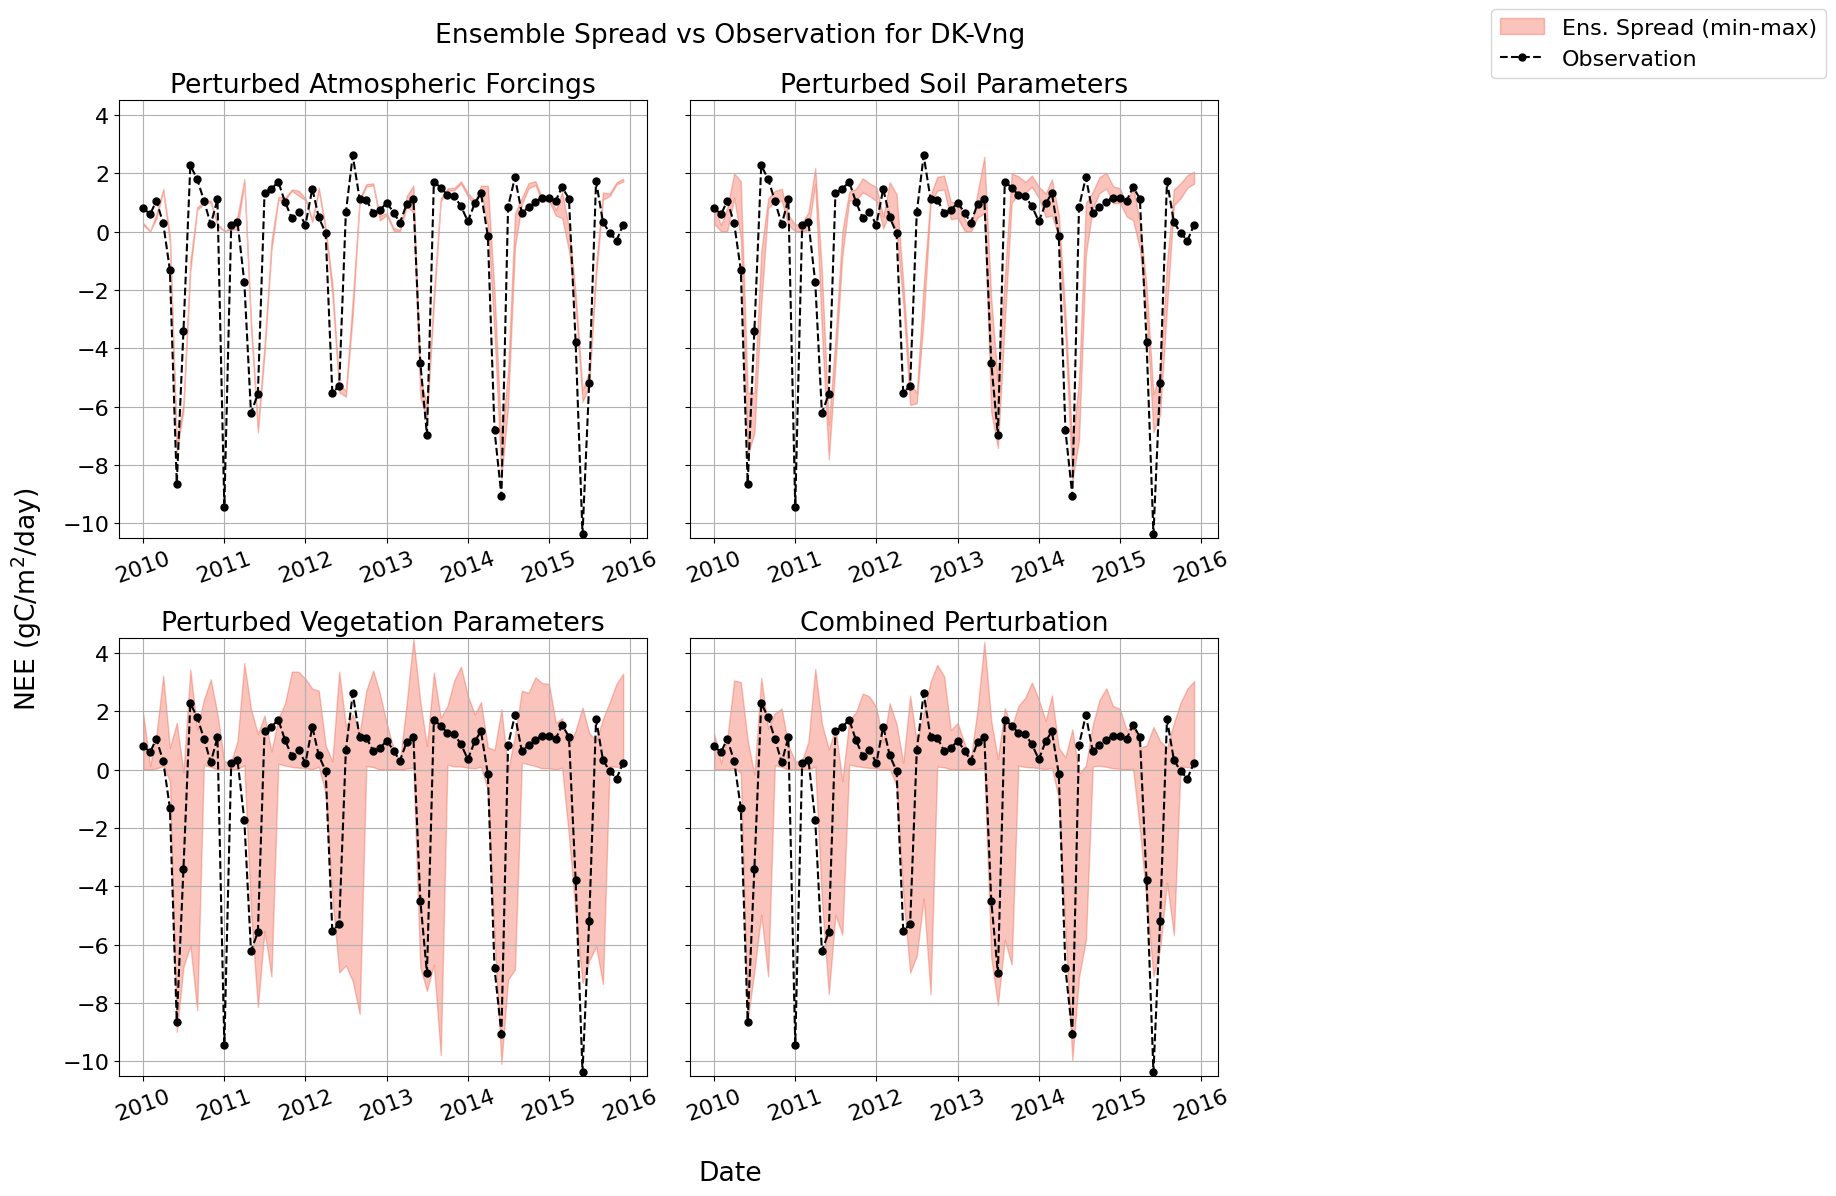 Ensemble Spread vs Observation for DK-Vng
Ens. Spread (min-max)
Observation
Perturbed Atmospheric Forcings
Perturbed Soil Parameters
4
2
0
−2
−4
−6
−8
−10
2010 2011 2012 2013 2014 2015 2016
2010 2011 2012 2013 2014 2015 2016
NEE (gC/m²/day)
Perturbed Vegetation Parameters
Combined Perturbation
4
2
0
−2
−4
−6
−8
−10
2010 2011 2012 2013 2014 2015 2016
2010 2011 2012 2013 2014 2015 2016
Date